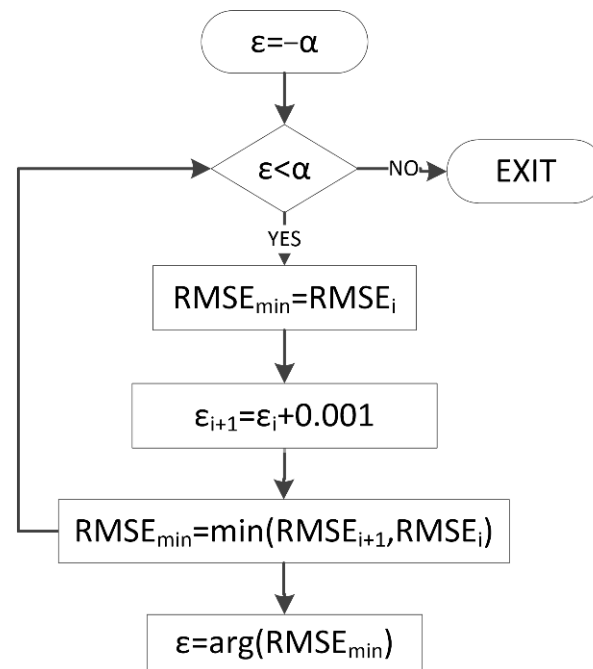 ε=−α
ε<α
NO
EXIT
YES
RMSEₘᵢₙ=RMSEᵢ
εᵢ₊₁=εᵢ+0.001
RMSEₘᵢₙ=min(RMSEᵢ₊₁,RMSEᵢ)
ε=arg(RMSEₘᵢₙ)